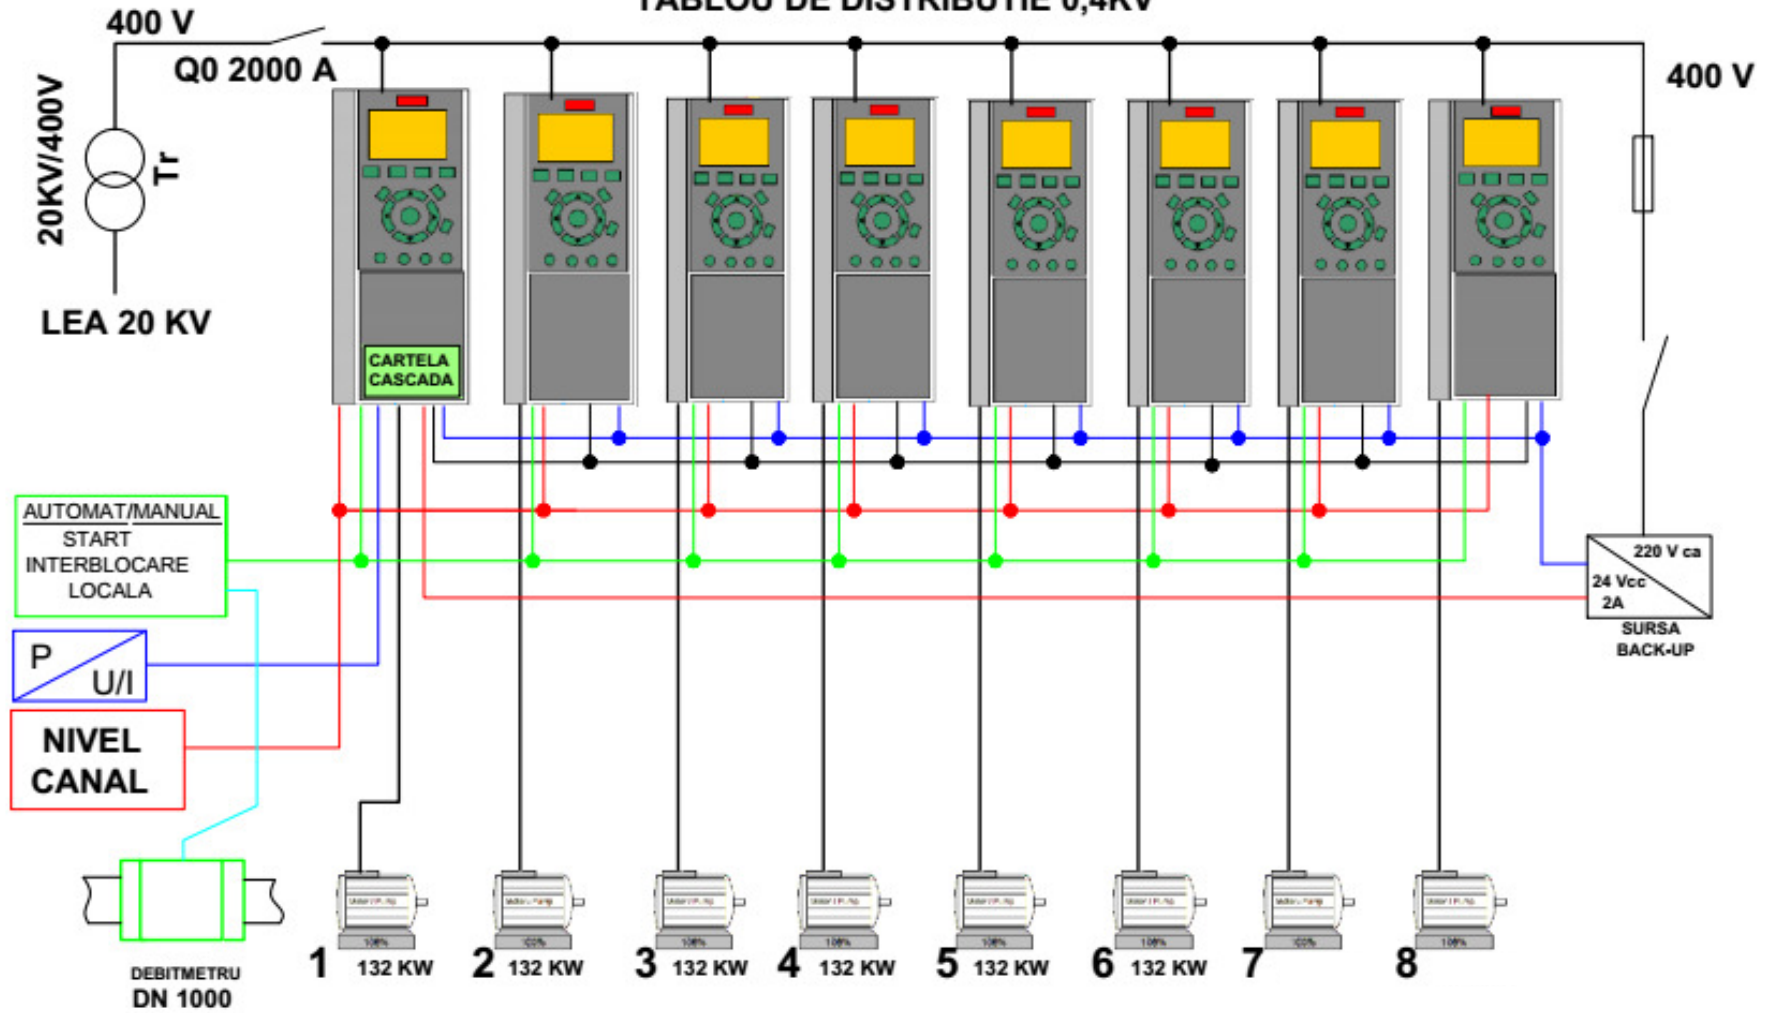 TABLOU DE DISTRIBUTIE 0,4KV
400 V
Q0 2000 A
400 V
20KV/400V
Tr
LEA 20 KV
CARTELA
CASCADA
AUTOMAT/MANUAL
START
INTERBLOCARE
LOCALA
P
U/I
NIVEL
CANAL
220 V ca
24 Vcc
2A
SURSA
BACK-UP
DEBITMETRU
DN 1000
1 132 KW
2 132 KW
3 132 KW
4 132 KW
5 132 KW
6 132 KW
7
8